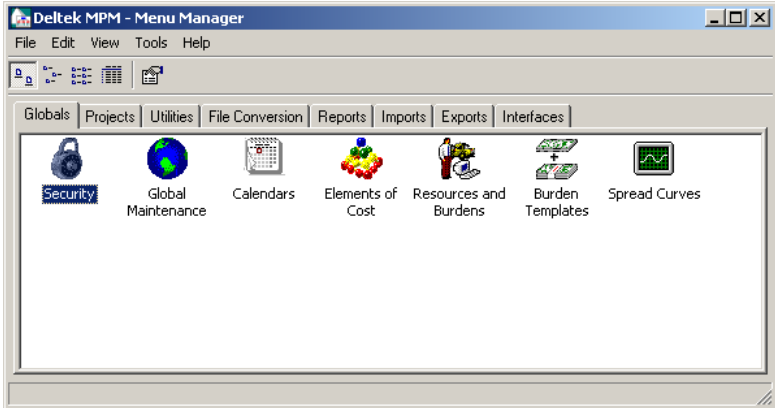 Deltek MPM - Menu Manager
File Edit View Tools Help
Globals Projects Utilities File Conversion Reports Imports Exports Interfaces
Security Global Calendars Elements of Resources and Burden Spread Curves
Maintenance Cost Burdens Templates